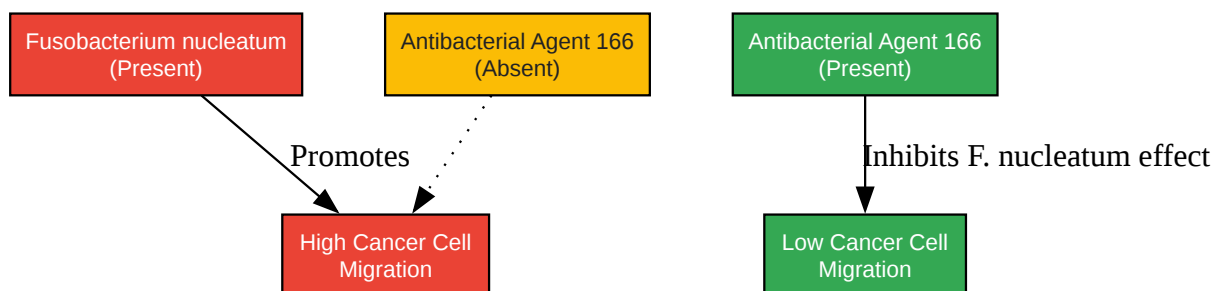 Fusobacterium nucleatum
(Present)
Antibacterial Agent 166
(Absent)
Antibacterial Agent 166
(Present)
Promotes
Inhibits F. nucleatum effect
High Cancer Cell
Migration
Low Cancer Cell
Migration